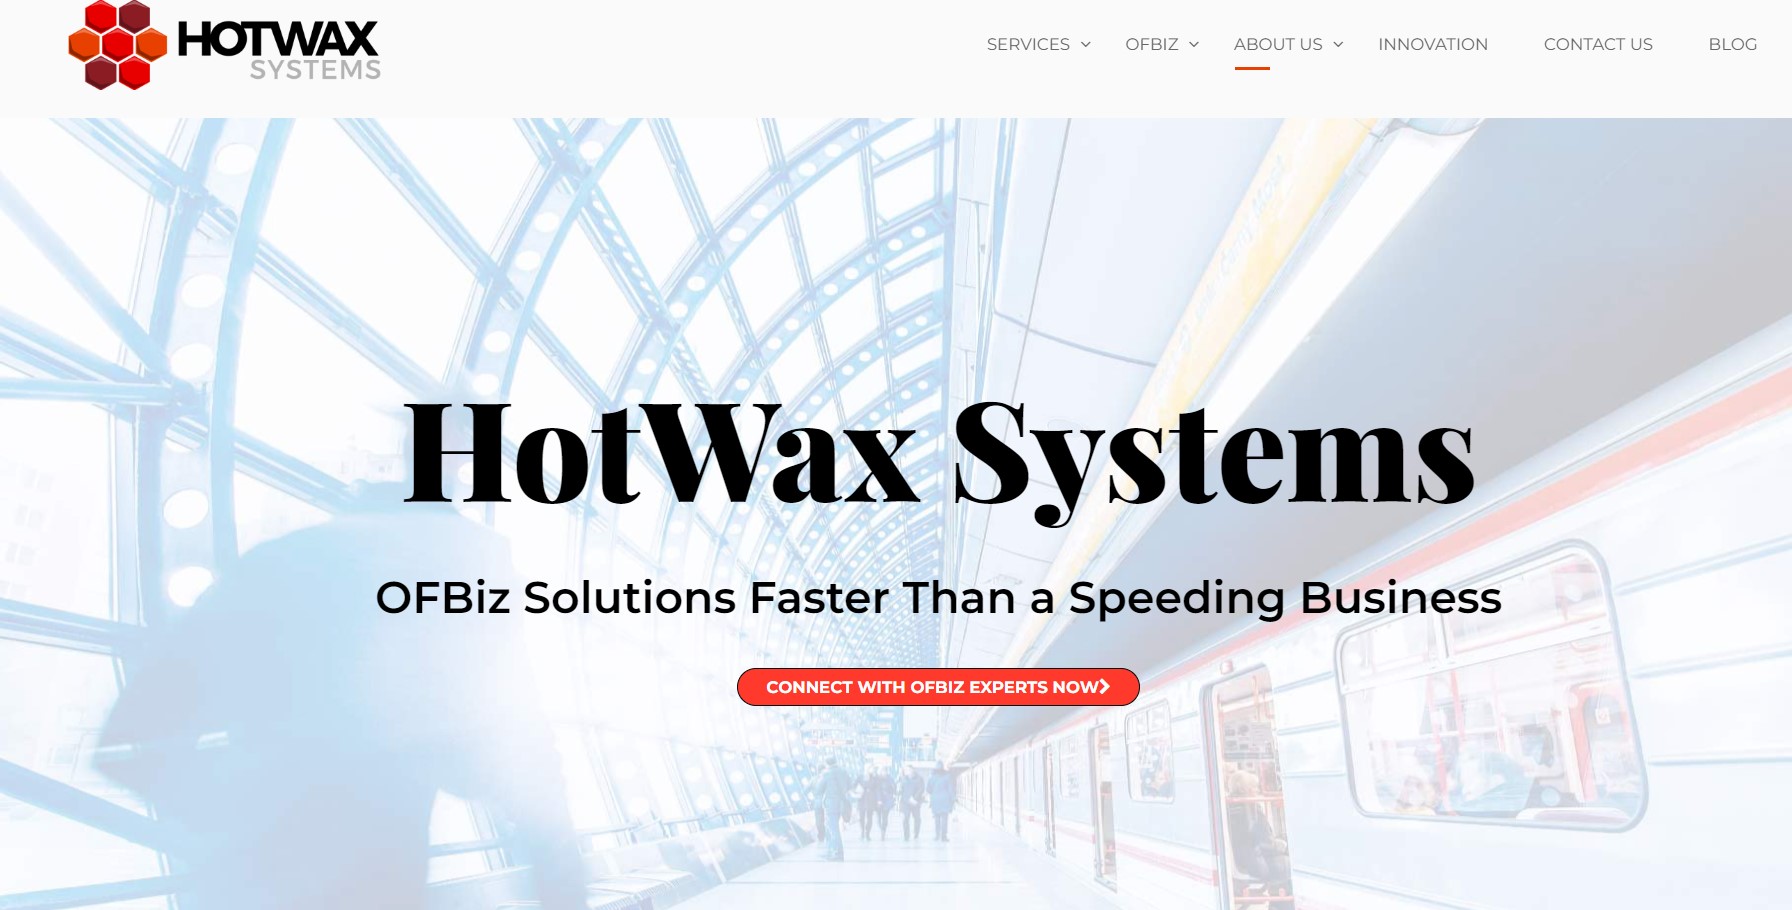 HOTWAX
SYSTEMS
SERVICES
OFBIZ
ABOUT US
INNOVATION
CONTACT US
BLOG
HotWax Systems
OFBiz Solutions Faster Than a Speeding Business
CONNECT WITH OFBIZ EXPERTS NOW